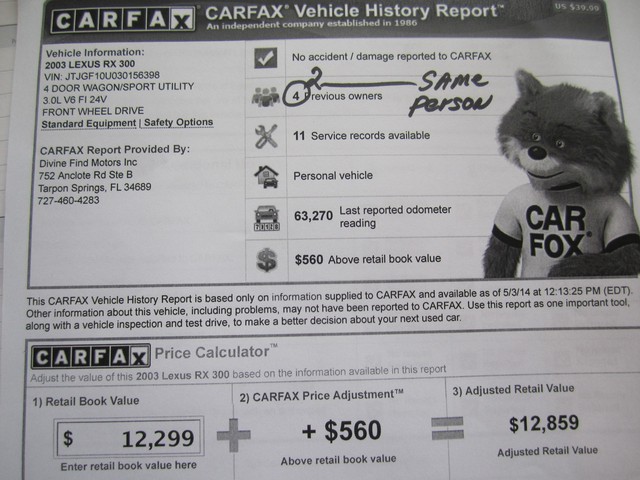 CARFAX CARFAX® Vehicle History Report™ US $39.99
An independent company established in 1986
Vehicle Information:
2003 LEXUS RX 300
VIN: JTJGF10U030156398
4 DOOR WAGON/SPORT UTILITY
3.0L V6 FI 24V
FRONT WHEEL DRIVE
Standard Equipment | Safety Options
CARFAX Report Provided By:
Divine Find Motors Inc
752 Anclote Rd Ste B
Tarpon Springs, FL 34689
727-460-4283
No accident / damage reported to CARFAX
2 SAME
Person
4 Previous owners
11 Service records available
Personal vehicle
63,270 Last reported odometer
reading
$560 Above retail book value
CAR
FOX
This CARFAX Vehicle History Report is based only on information supplied to CARFAX and available as of 5/3/14 at 12:13:25 PM (EDT).
Other information about this vehicle, including problems, may not have been reported to CARFAX. Use this report as one important tool,
along with a vehicle inspection and test drive, to make a better decision about your next used car.
CARFAX Price Calculator™
Adjust the value of this 2003 Lexus RX 300 based on the information available in this report
1) Retail Book Value
$ 12,299
Enter retail book value here
+
2) CARFAX Price Adjustment™
+ $560
Above retail book value
=
3) Adjusted Retail Value
$12,859
Adjusted Retail Value